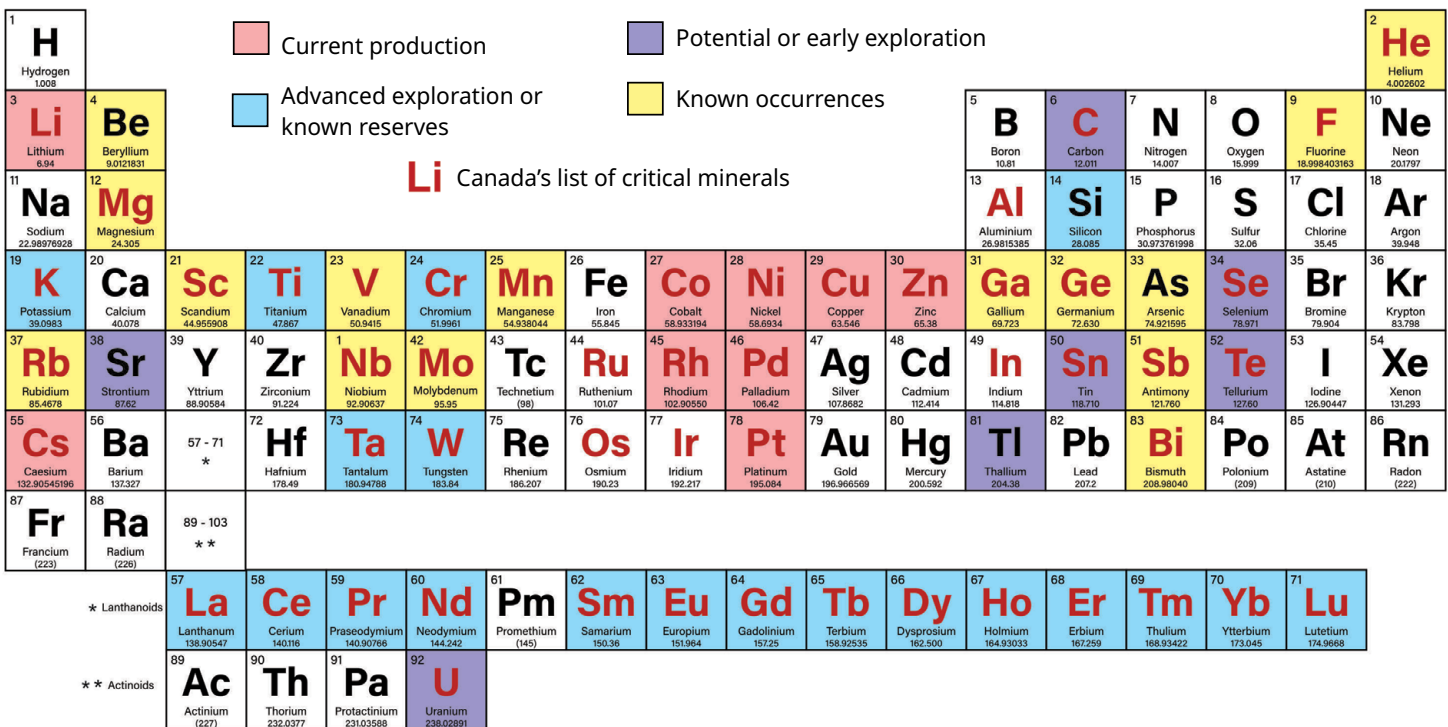 1
H
Hydrogen
1.008
Current production
Potential or early exploration
Advanced exploration or
known reserves
Known occurrences
Li Canada’s list of critical minerals
2
He
Helium
4.002602
3
Li
Lithium
6.94
4
Be
Beryllium
9.0121831
5
B
Boron
10.81
6
C
Carbon
12.011
7
N
Nitrogen
14.007
8
O
Oxygen
15.999
9
F
Fluorine
18.998403163
10
Ne
Neon
20.1797
11
Na
Sodium
22.98976928
12
Mg
Magnesium
24.305
13
Al
Aluminium
26.9815385
14
Si
Silicon
28.085
15
P
Phosphorus
30.973761998
16
S
Sulfur
32.06
17
Cl
Chlorine
35.45
18
Ar
Argon
39.948
19
K
Potassium
39.0983
20
Ca
Calcium
40.078
21
Sc
Scandium
44.955908
22
Ti
Titanium
47.867
23
V
Vanadium
50.9415
24
Cr
Chromium
51.9961
25
Mn
Manganese
54.938044
26
Fe
Iron
55.845
27
Co
Cobalt
58.933194
28
Ni
Nickel
58.6934
29
Cu
Copper
63.546
30
Zn
Zinc
65.38
31
Ga
Gallium
69.723
32
Ge
Germanium
72.630
33
As
Arsenic
74.921595
34
Se
Selenium
78.971
35
Br
Bromine
79.904
36
Kr
Krypton
83.798
37
Rb
Rubidium
85.4678
38
Sr
Strontium
87.62
39
Y
Yttrium
88.90584
40
Zr
Zirconium
91.224
1
Nb
Niobium
92.90637
42
Mo
Molybdenum
95.95
43
Tc
Technetium
(98)
44
Ru
Ruthenium
101.07
45
Rh
Rhodium
102.90550
46
Pd
Palladium
106.42
47
Ag
Silver
107.8682
48
Cd
Cadmium
112.414
49
In
Indium
114.818
50
Sn
Tin
118.710
51
Sb
Antimony
121.760
52
Te
Tellurium
127.60
53
I
Iodine
126.90447
54
Xe
Xenon
131.293
55
Cs
Caesium
132.90545196
56
Ba
Barium
137.327
57 - 71
*
72
Hf
Hafnium
178.49
73
Ta
Tantalum
180.94788
74
W
Tungsten
183.84
75
Re
Rhenium
186.207
76
Os
Osmium
190.23
77
Ir
Iridium
192.217
78
Pt
Platinum
195.084
79
Au
Gold
196.966569
80
Hg
Mercury
200.592
81
Tl
Thallium
204.38
82
Pb
Lead
207.2
83
Bi
Bismuth
208.98040
84
Po
Polonium
(209)
85
At
Astatine
(210)
86
Rn
Radon
(222)
87
Fr
Francium
(223)
88
Ra
Radium
(226)
89 - 103
* *
* Lanthanoids
57
La
Lanthanum
138.90547
58
Ce
Cerium
140.116
59
Pr
Praseodymium
140.90766
60
Nd
Neodymium
144.242
61
Pm
Promethium
(145)
62
Sm
Samarium
150.36
63
Eu
Europium
151.964
64
Gd
Gadolinium
157.25
65
Tb
Terbium
158.92535
66
Dy
Dysprosium
162.500
67
Ho
Holmium
164.93033
68
Er
Erbium
167.259
69
Tm
Thulium
168.93422
70
Yb
Ytterbium
173.045
71
Lu
Lutetium
174.9668
* * Actinoids
89
Ac
Actinium
(227)
90
Th
Thorium
232.0377
91
Pa
Protactinium
231.03588
92
U
Uranium
238.02891